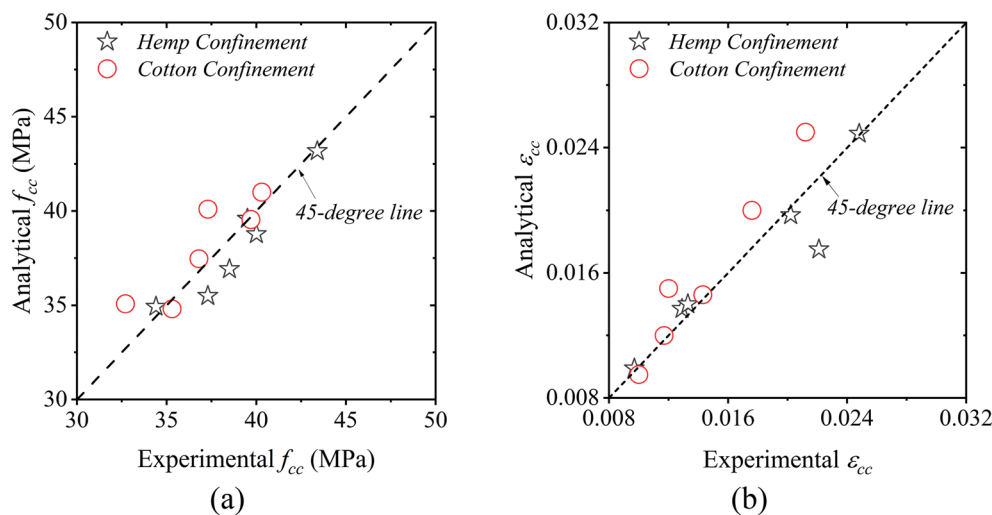 50
45
40
35
30
30
35
40
45
50
Analytical fcc (MPa)
Experimental fcc (MPa)
Hemp Confinement
Cotton Confinement
45-degree line
(a)
0.032
0.024
0.016
0.008
0.008
0.016
0.024
0.032
Analytical εcc
Experimental εcc
Hemp Confinement
Cotton Confinement
45-degree line
(b)